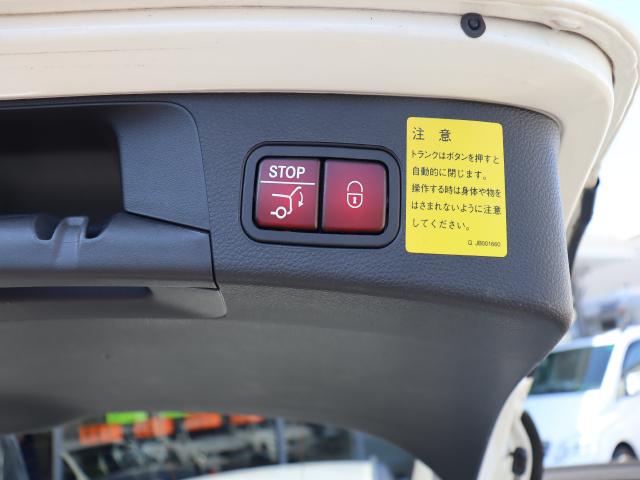 STOP
注 意
トランクはボタンを押すと
自動的に閉じます。
操作する時は身体や物を
はさまれないように注意
してください。
Q JB001660